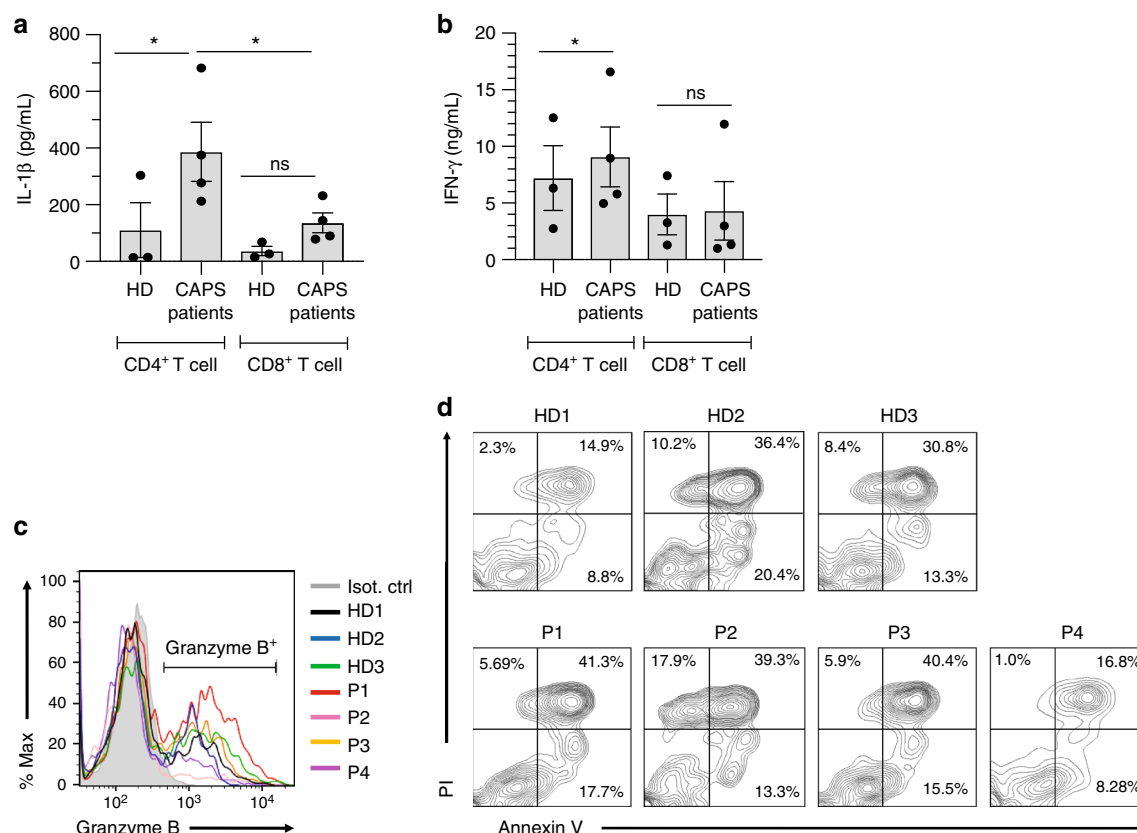 a
800
600
400
200
0
IL-1β (pg/mL)
*
*
ns
HD
CAPS
patients
HD
CAPS
patients
CD4+ T cell
CD8+ T cell
b
20
15
10
5
0
IFN-γ (ng/mL)
*
ns
HD
CAPS
patients
HD
CAPS
patients
CD4+ T cell
CD8+ T cell
c
100
80
60
40
20
0
% Max
Granzyme B+
10²
10³
10⁴
Granzyme B
Isot. ctrl
HD1
HD2
HD3
P1
P2
P3
P4
d
HD1
HD2
HD3
2.3%
14.9%
8.8%
10.2%
36.4%
20.4%
8.4%
30.8%
13.3%
P1
P2
P3
P4
5.69%
41.3%
17.7%
17.9%
39.3%
13.3%
5.9%
40.4%
15.5%
1.0%
16.8%
8.28%
PI
Annexin V